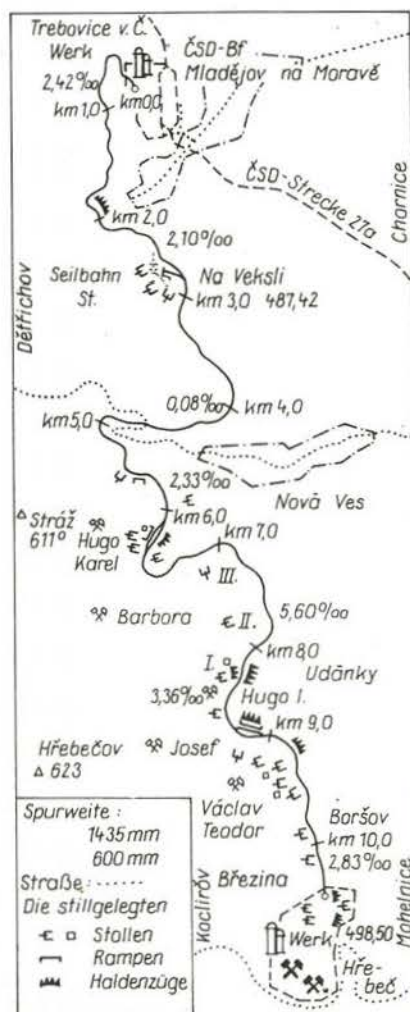 Trebovice v. Č.
Werk
ČSD-Bf
Mladějov ná Moravě
2,42‰
km 1,0
km 0,0
ČSD-Strecke 27a
Chornice
km 2,0
2,10‰
Seilbahn
St.
Na Vekslí
km 3,0 487,42
Dětřichov
0,08‰
km 4,0
km 5,0
2,33‰
Nová Ves
km 6,0
km 7,0
Stráž
611°
Hugo
Karel
III.
Barbora
II.
5,60‰
km 8,0
I.
Udánky
3,36‰
Hugo I.
km 9,0
Hřebečov
623
Josef
Václav
Teodor
Boršov
km 10,0
2,83‰
Březina
Koclířov
Mohelnice
498,50
Werk
Hře-
beč
Spurweite :
1435 mm
600 mm
Straße:
Die stillgelegten
Stollen
Rampen
Haldenzüge